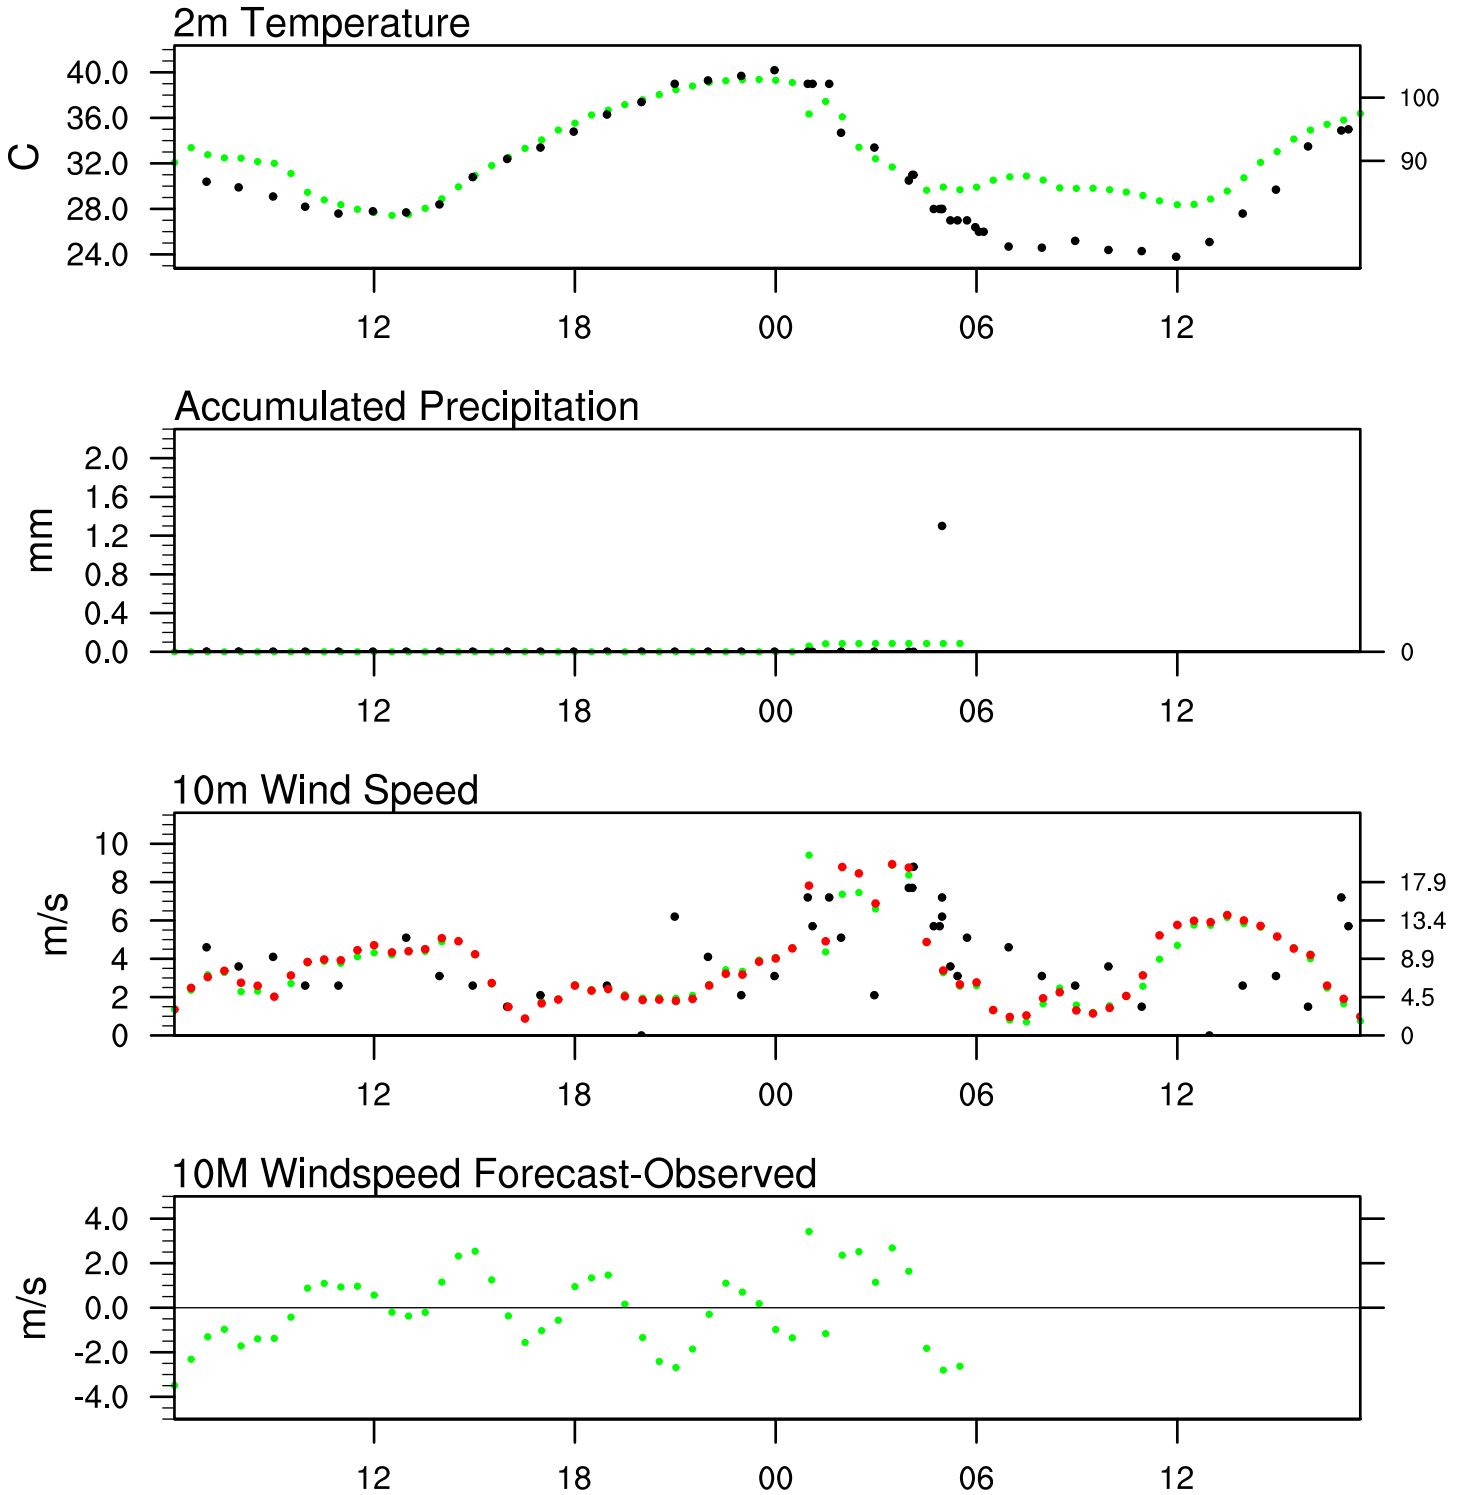 2m Temperature
40.0
36.0
32.0
28.0
24.0
C
100
90
12 18 00 06 12
Accumulated Precipitation
2.0
1.6
1.2
0.8
0.4
0.0
mm
0
12 18 00 06 12
10m Wind Speed
10
8
6
4
2
0
m/s
17.9
13.4
8.9
4.5
0
12 18 00 06 12
10M Windspeed Forecast-Observed
4.0
2.0
0.0
-2.0
-4.0
m/s
12 18 00 06 12